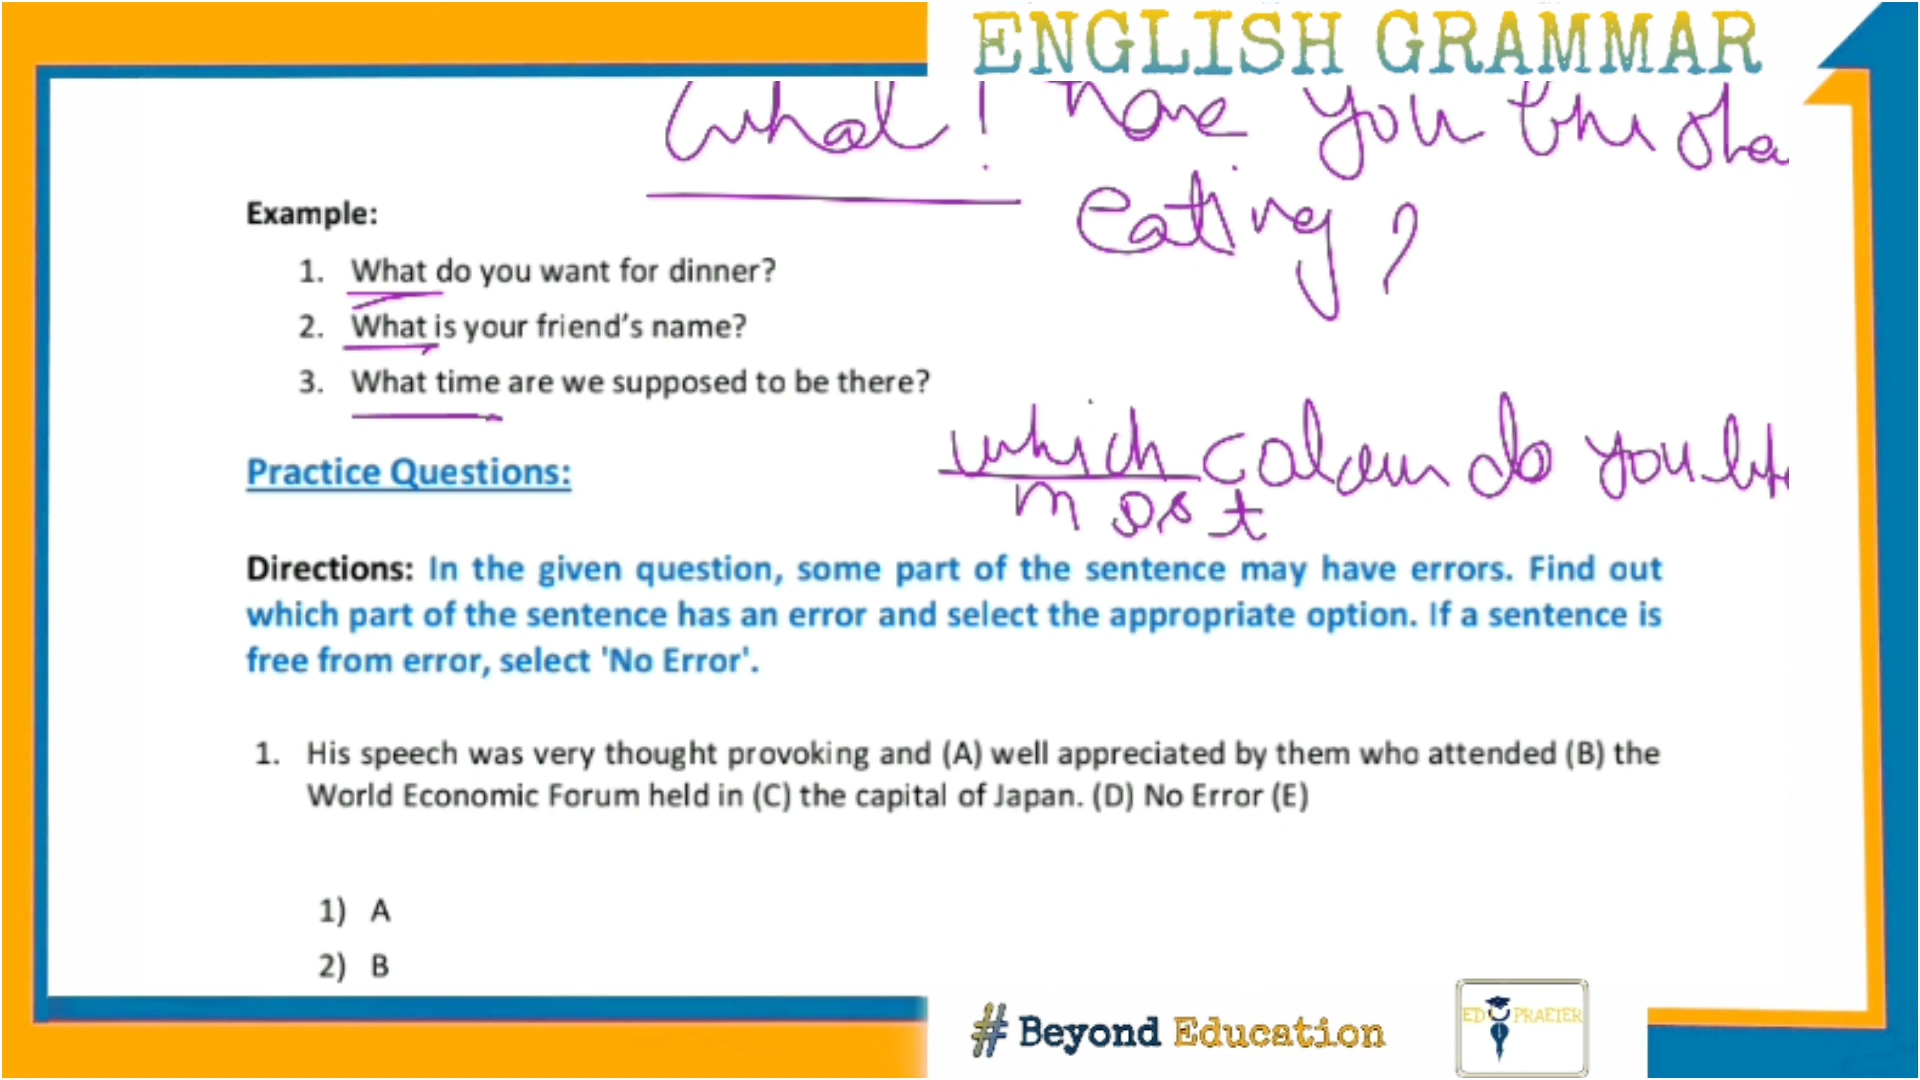 ENGLISH GRAMMAR
What! have you
eating?
Example:
1. What do you want for dinner?
2. What is your friend's name?
3. What time are we supposed to be there?
which do you
most
Practice Questions:
Directions: In the given question, some part of the sentence may have errors. Find out
which part of the sentence has an error and select the appropriate option. If a sentence is
free from error, select 'No Error'.
1. His speech was very thought provoking and (A) well appreciated by them who attended (B) the
World Economic Forum held in (C) the capital of Japan. (D) No Error (E)
1) A
2) B
# Beyond Education
EDUPRAETER